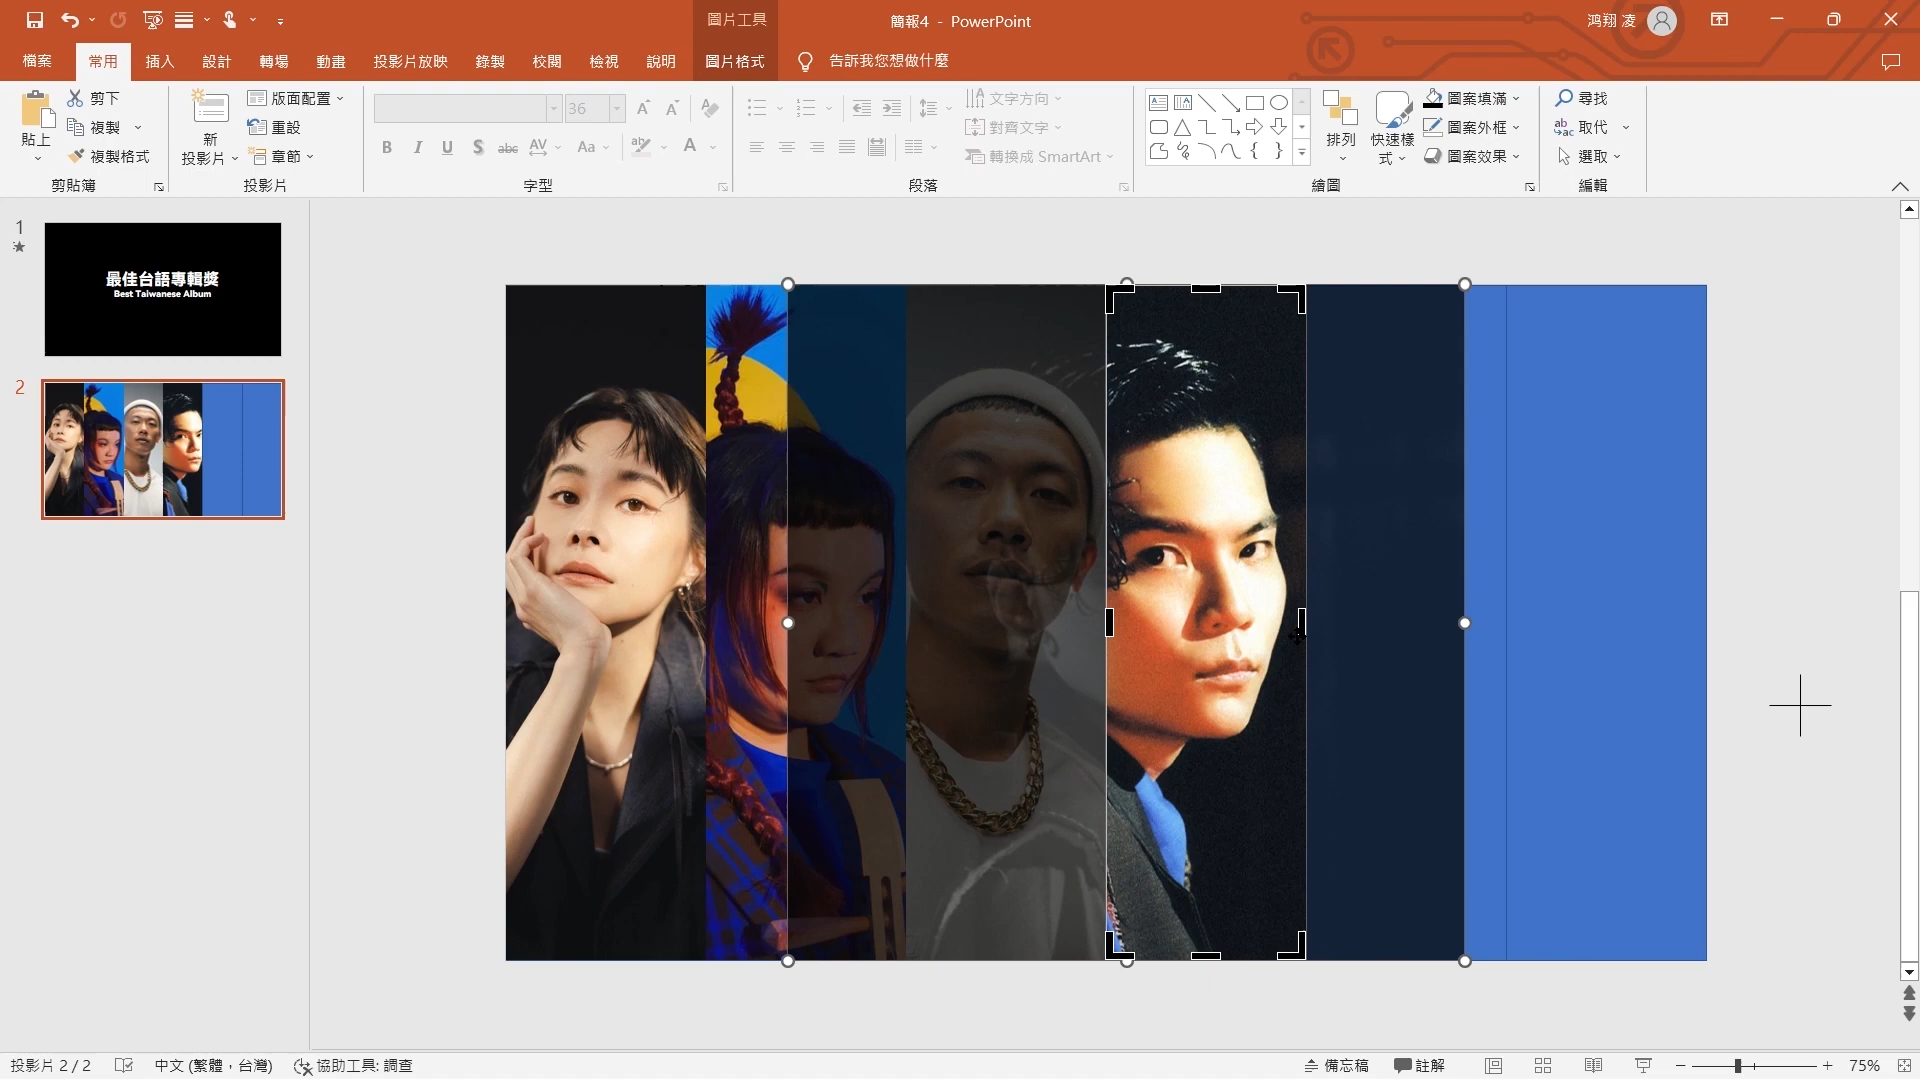 圖片工具
簡報4 - PowerPoint
鸿翔 凌
檔案
常用
插入
設計
轉場
動畫
投影片放映
錄製
校閱
檢視
說明
圖片格式
告訴我您想做什麼
貼上
剪下
複製
複製格式
剪貼簿
新
投影片
版面配置
重設
章節
投影片
36
B I U S abc AV Aa A
字型
文字方向
對齊文字
轉換成 SmartArt
段落
排列
快速樣
式
圖案填滿
圖案外框
圖案效果
繪圖
尋找
取代
選取
編輯
1
最佳台語專輯獎
Best Taiwanese Album
2
投影片 2 / 2
中文 (繁體，台灣)
協助工具: 調查
備忘稿
註解
75%